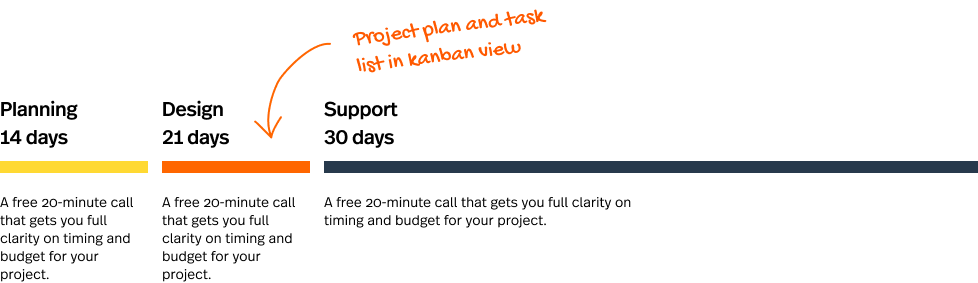 Project plan and task
list in kanban view
Planning
14 days
Design
21 days
Support
30 days
A free 20-minute call
that gets you full
clarity on timing and
budget for your
project.
A free 20-minute call
that gets you full
clarity on timing and
budget for your
project.
A free 20-minute call that gets you full clarity on
timing and budget for your project.